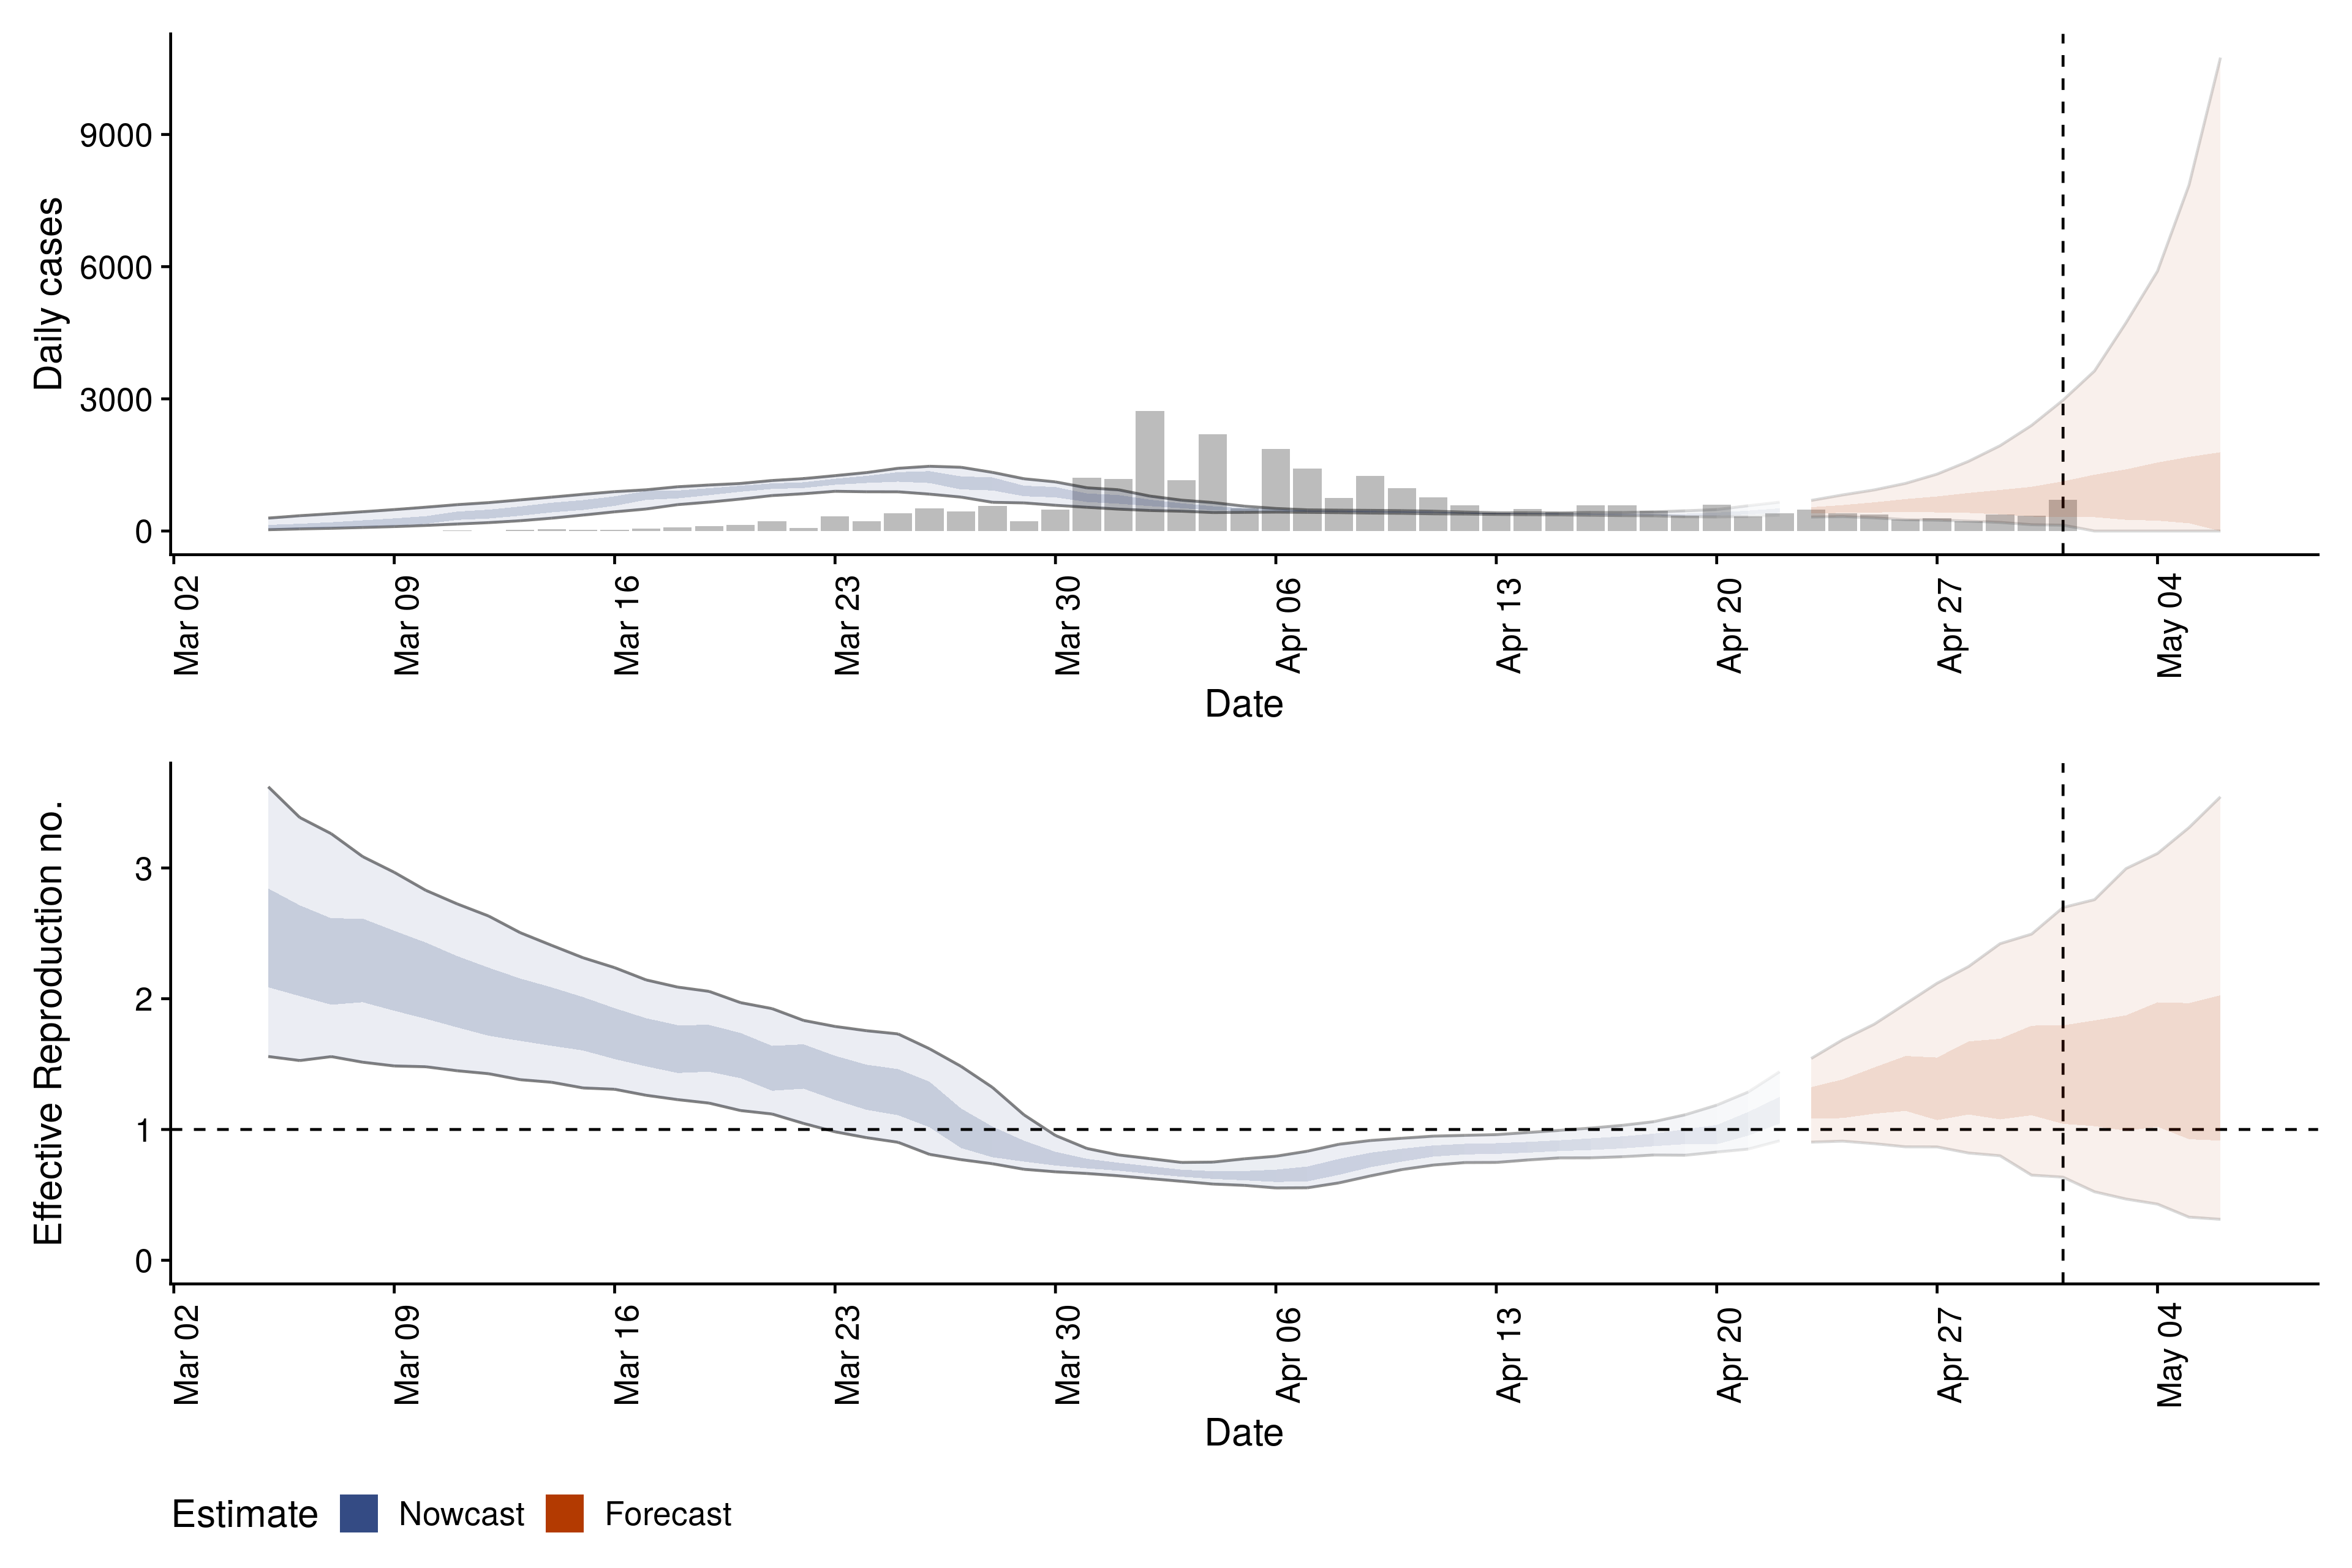 Daily cases
9000
6000
3000
0
Mar 02
Mar 09
Mar 16
Mar 23
Mar 30
Apr 06
Apr 13
Apr 20
Apr 27
May 04
Date
Effective Reproduction no.
3
2
1
0
Mar 02
Mar 09
Mar 16
Mar 23
Mar 30
Apr 06
Apr 13
Apr 20
Apr 27
May 04
Date
Estimate Nowcast Forecast